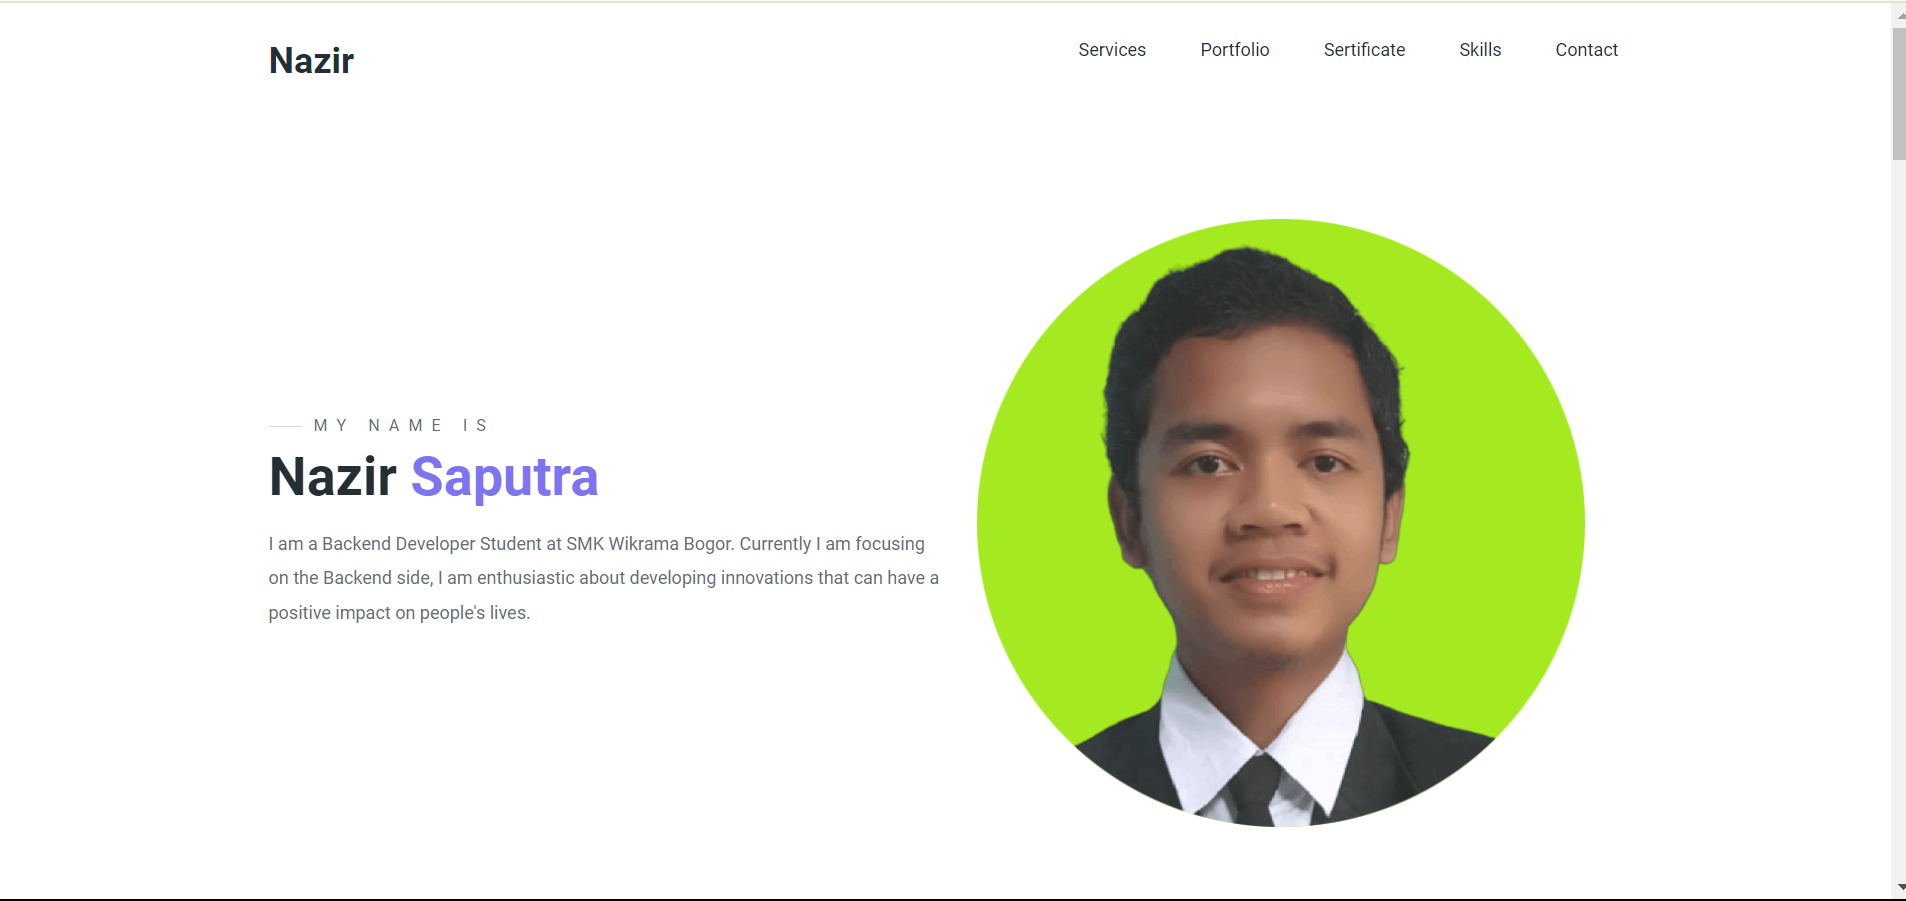 Nazir
Services Portfolio Sertificate Skills Contact
MY NAME IS
Nazir Saputra
I am a Backend Developer Student at SMK Wikrama Bogor. Currently I am focusing
on the Backend side, I am enthusiastic about developing innovations that can have a
positive impact on people's lives.